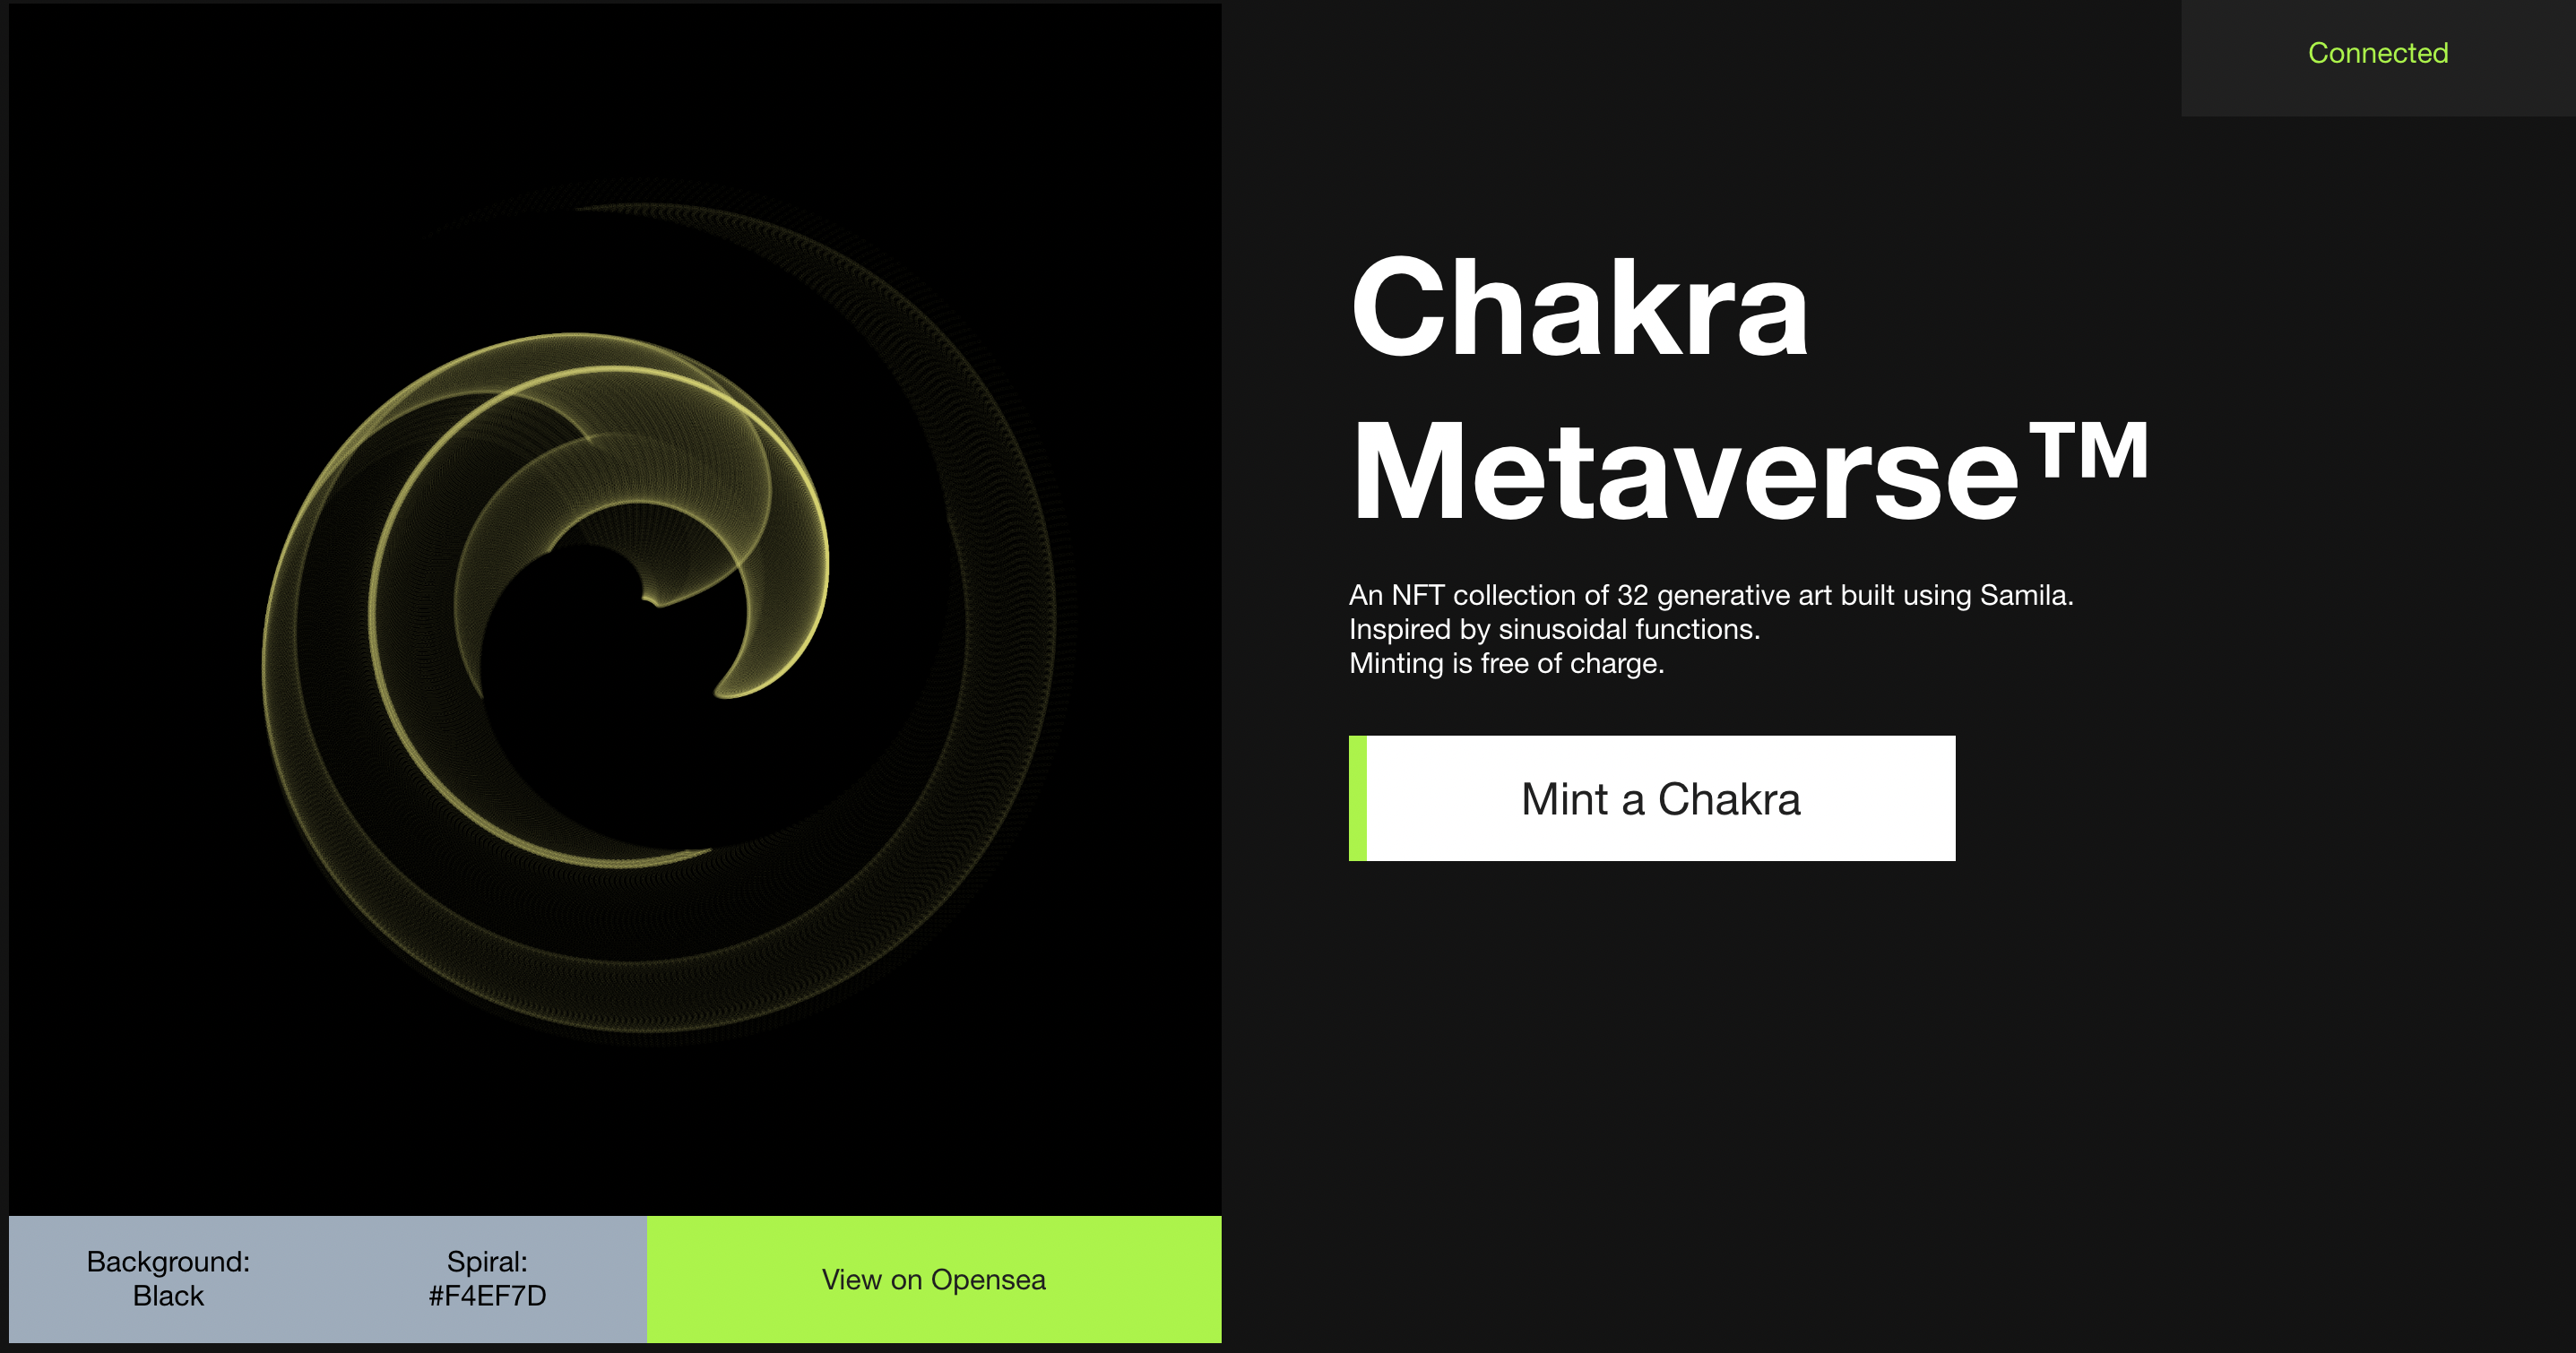 Connected
Chakra
Metaverse™
An NFT collection of 32 generative art built using Samila.
Inspired by sinusoidal functions.
Minting is free of charge.
Mint a Chakra
Background:
Black
Spiral:
#F4EF7D
View on Opensea